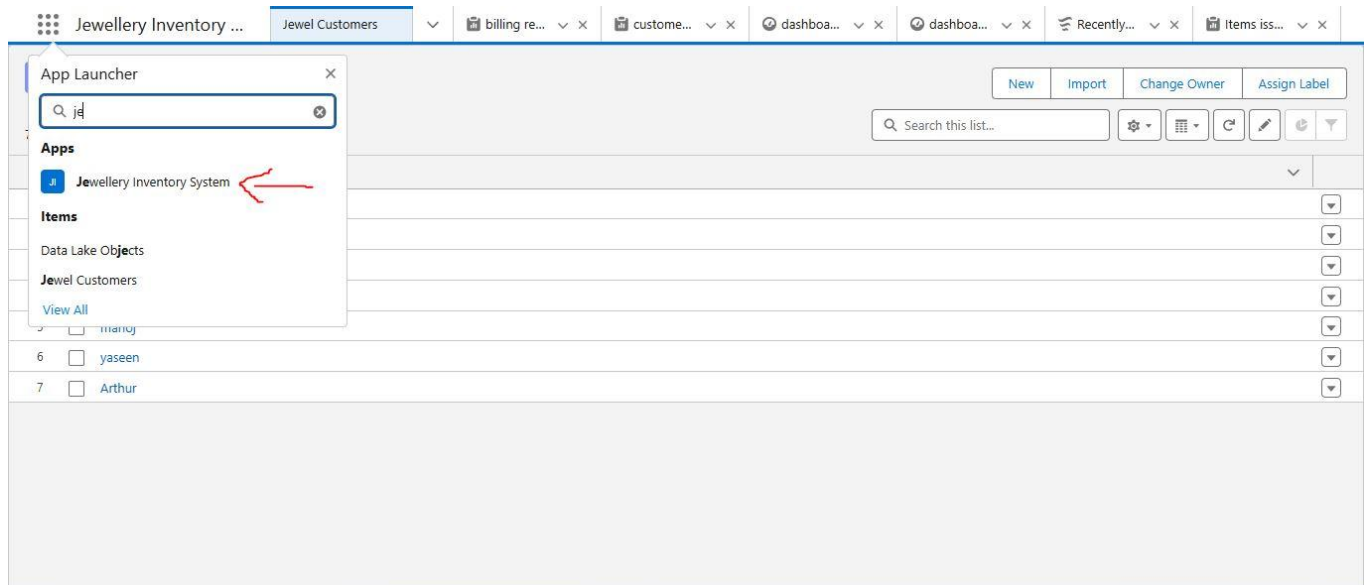 Jewellery Inventory ...
Jewel Customers
billing re...
custome...
dashboa...
dashboa...
Recently...
Items iss...
App Launcher
New
Import
Change Owner
Assign Label
je
Search this list...
Apps
JI
Jewellery Inventory System
Items
Data Lake Objects
Jewel Customers
View All
5 manoj
6 yaseen
7 Arthur